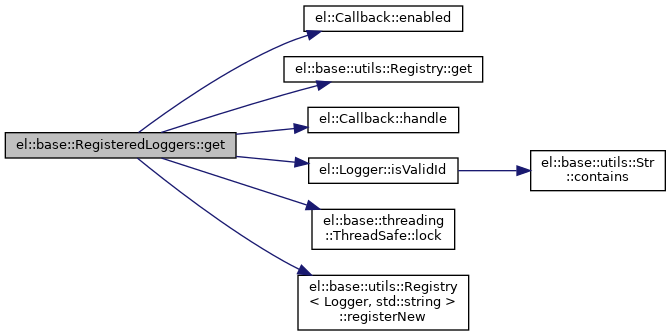 el::Callback::enabled
el::base::utils::Registry::get
el::Callback::handle
el::base::RegisteredLoggers::get
el::Logger::isValidId
el::base::utils::Str
::contains
el::base::threading
::ThreadSafe::lock
el::base::utils::Registry
< Logger, std::string >
::registerNew